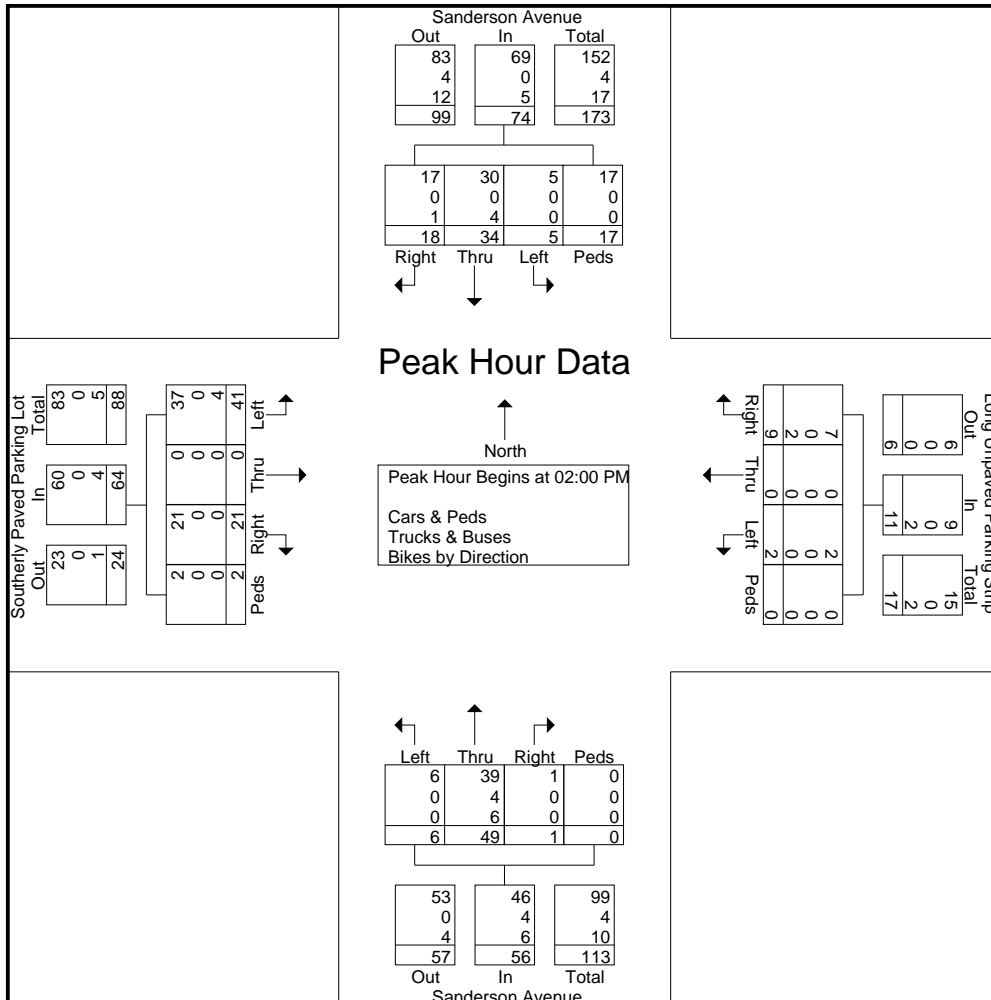 Sanderson Avenue
Out In Total
83 69 152
4 0 4
12 5 17
99 74 173
17 30 5 17
0 0 0 0
1 4 0 0
18 34 5 17
Right Thru Left Peds
Southerly Paved Parking Lot
Out In Total
23 60 83
0 0 0
1 4 5
24 64 88
2 21 0 37
0 0 0 0
0 0 0 4
2 21 0 41
Peds Right Thru Left
Peak Hour Data
North
Peak Hour Begins at 02:00 PM
Cars & Peds
Trucks & Buses
Bikes by Direction
Long Unpaved Parking Strip
Out In Total
6 9 15
0 0 0
0 2 2
6 11 17
7 0 2 0
0 0 0 0
2 0 0 0
9 0 2 0
Right Thru Left Peds
Left Thru Right Peds
6 39 1 0
0 4 0 0
0 6 0 0
6 49 1 0
53 46 99
0 4 4
4 6 10
57 56 113
Out In Total
Sanderson Avenue